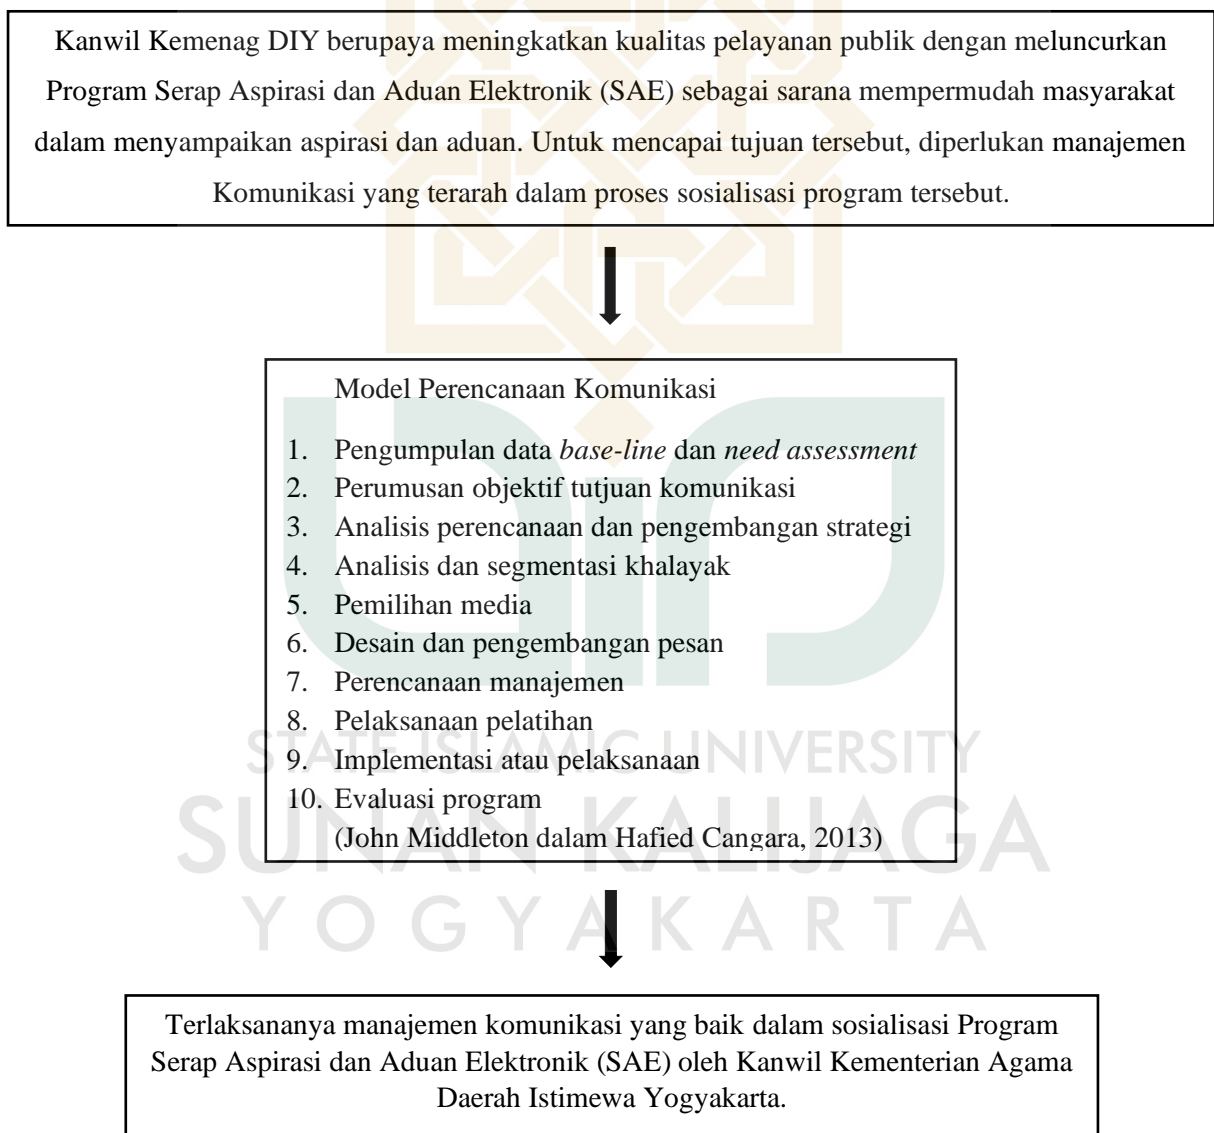 Kanwil Kemenag DIY berupaya meningkatkan kualitas pelayanan publik dengan meluncurkan
Program Serap Aspirasi dan Aduan Elektronik (SAE) sebagai sarana mempermudah masyarakat
dalam menyampaikan aspirasi dan aduan. Untuk mencapai tujuan tersebut, diperlukan manajemen
Komunikasi yang terarah dalam proses sosialisasi program tersebut.
Model Perencanaan Komunikasi
1. Pengumpulan data base-line dan need assessment
2. Perumusan objektif tutjuan komunikasi
3. Analisis perencanaan dan pengembangan strategi
4. Analisis dan segmentasi khalayak
5. Pemilihan media
6. Desain dan pengembangan pesan
7. Perencanaan manajemen
8. Pelaksanaan pelatihan
9. Implementasi atau pelaksanaan
10. Evaluasi program
(John Middleton dalam Hafied Cangara, 2013)
STATE ISLAMIC UNIVERSITY
SUNAN KALIJAGA
YOGYAKARTA
Terlaksananya manajemen komunikasi yang baik dalam sosialisasi Program
Serap Aspirasi dan Aduan Elektronik (SAE) oleh Kanwil Kementerian Agama
Daerah Istimewa Yogyakarta.